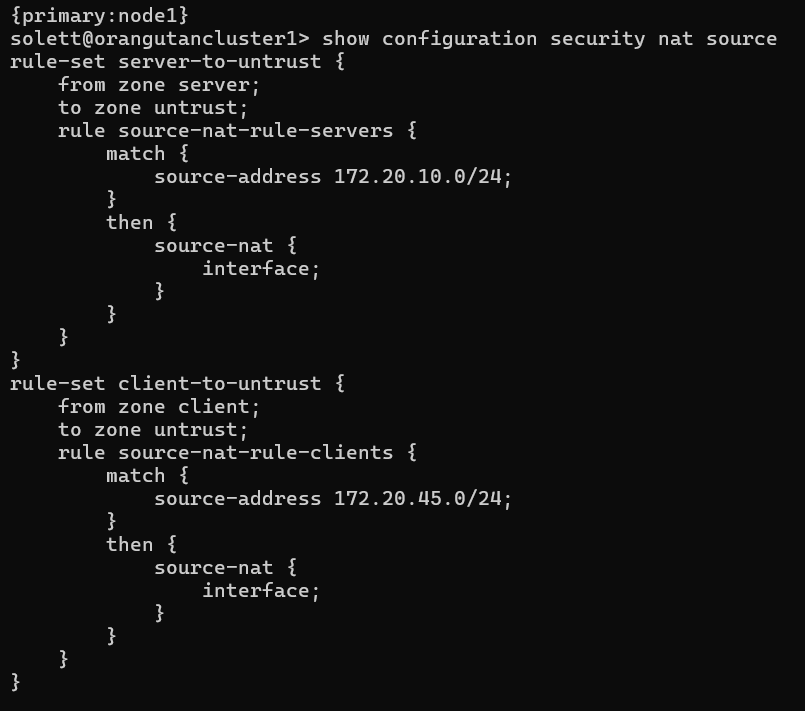 {primary:node1}
solett@orangutancluster1> show configuration security nat source
rule-set server-to-untrust {
    from zone server;
    to zone untrust;
    rule source-nat-rule-servers {
        match {
            source-address 172.20.10.0/24;
        }
        then {
            source-nat {
                interface;
            }
        }
    }
}
rule-set client-to-untrust {
    from zone client;
    to zone untrust;
    rule source-nat-rule-clients {
        match {
            source-address 172.20.45.0/24;
        }
        then {
            source-nat {
                interface;
            }
        }
    }
}